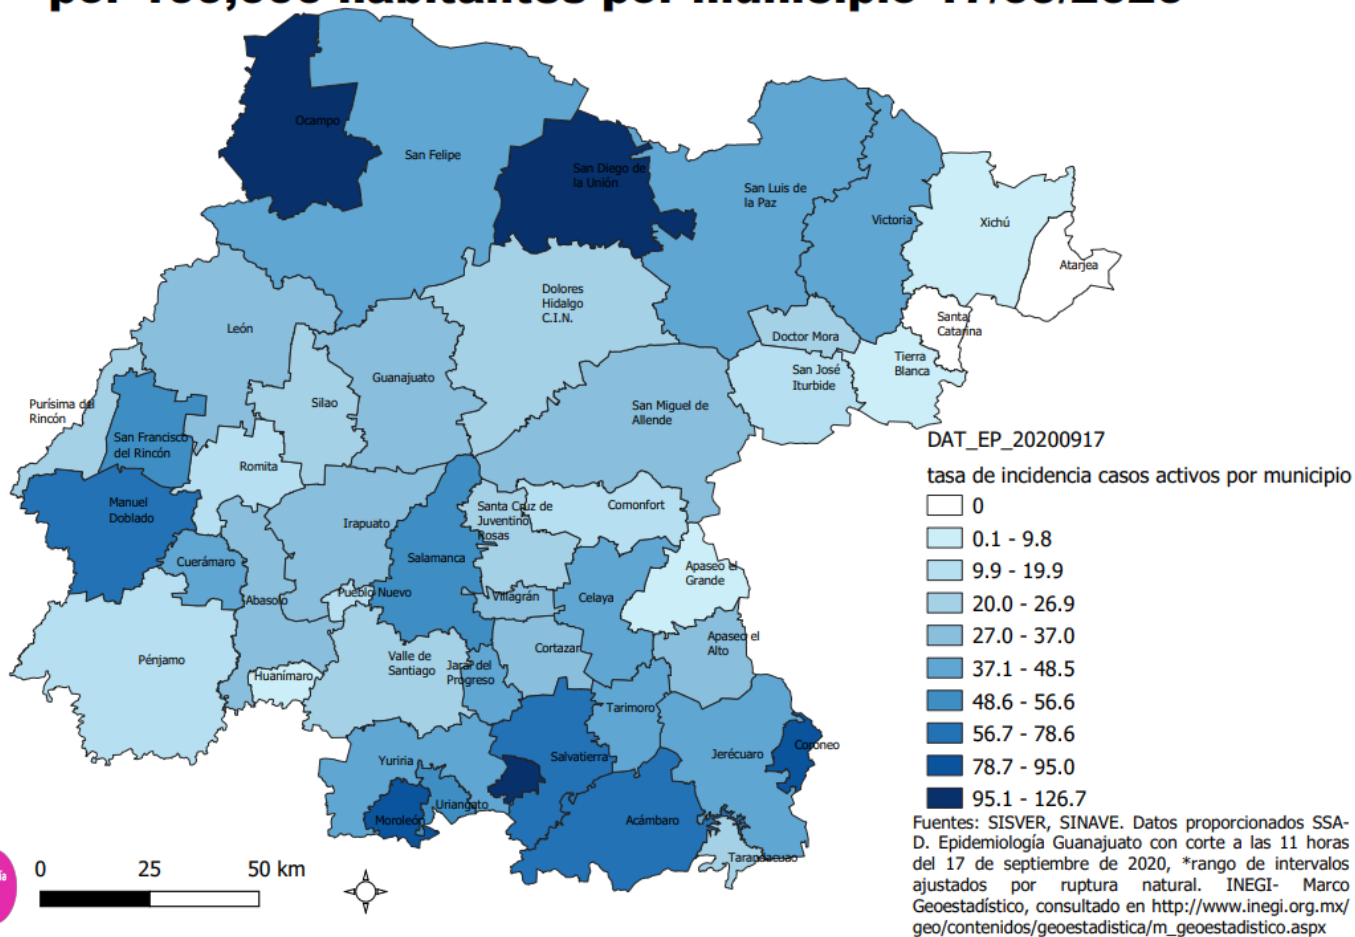 por 100,000 habitantes por municipio 17/09/2020
Ocampo
San Felipe
San Diego de
la Unión
San Luis de
la Paz
Victoria
Xichú
Atarjea
León
Dolores
Hidalgo
C.I.N.
Santa
Catarina
Doctor Mora
Tierra
Blanca
San José
Iturbide
Guanajuato
Silao
San Miguel de
Allende
Purísima del
Rincón
San Francisco
del Rincón
Romita
Manuel
Doblado
Irapuato
Santa Cruz de
Juventino
Rosas
Comonfort
Cuerámaro
Salamanca
Apaseo el
Grande
Abasolo
Pueblo Nuevo
Villagrán
Celaya
Pénjamo
Huanímaro
Valle de
Santiago
Jaral del
Progreso
Cortazar
Apaseo el
Alto
Tarimoro
Yuriria
Salvatierra
Jerécuaro
Coroneo
Moroleón
Uriangato
Acámbaro
Tarandacuao
DAT_EP_20200917
tasa de incidencia casos activos por municipio
0
0.1 - 9.8
9.9 - 19.9
20.0 - 26.9
27.0 - 37.0
37.1 - 48.5
48.6 - 56.6
56.7 - 78.6
78.7 - 95.0
95.1 - 126.7
Fuentes: SISVER, SINAVE. Datos proporcionados SSA-
D. Epidemiología Guanajuato con corte a las 11 horas
del 17 de septiembre de 2020, *rango de intervalos
ajustados por ruptura natural. INEGI- Marco
Geoestadístico, consultado en http://www.inegi.org.mx/
geo/contenidos/geoestadistica/m_geoestadistico.aspx
0 25 50 km